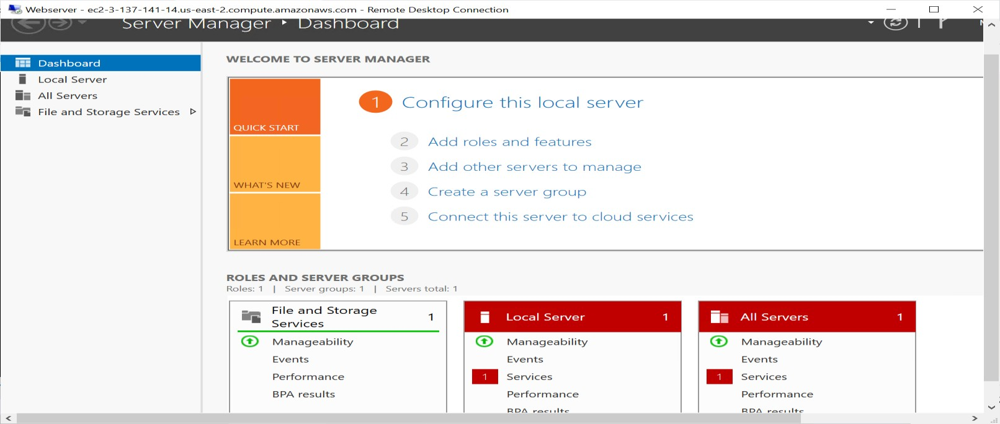 Webserver - ec2-3-137-141-14.us-east-2.compute.amazonaws.com - Remote Desktop Connection
Server Manager ‣ Dashboard
Dashboard
Local Server
All Servers
File and Storage Services
WELCOME TO SERVER MANAGER
QUICK START
WHAT'S NEW
LEARN MORE
1 Configure this local server
2 Add roles and features
3 Add other servers to manage
4 Create a server group
5 Connect this server to cloud services
ROLES AND SERVER GROUPS
Roles: 1 | Server groups: 1 | Servers total: 1
File and Storage
Services 1
Manageability
Events
Performance
BPA results
Local Server 1
Manageability
Events
1 Services
Performance
BPA results
All Servers 1
Manageability
Events
1 Services
Performance
BPA results